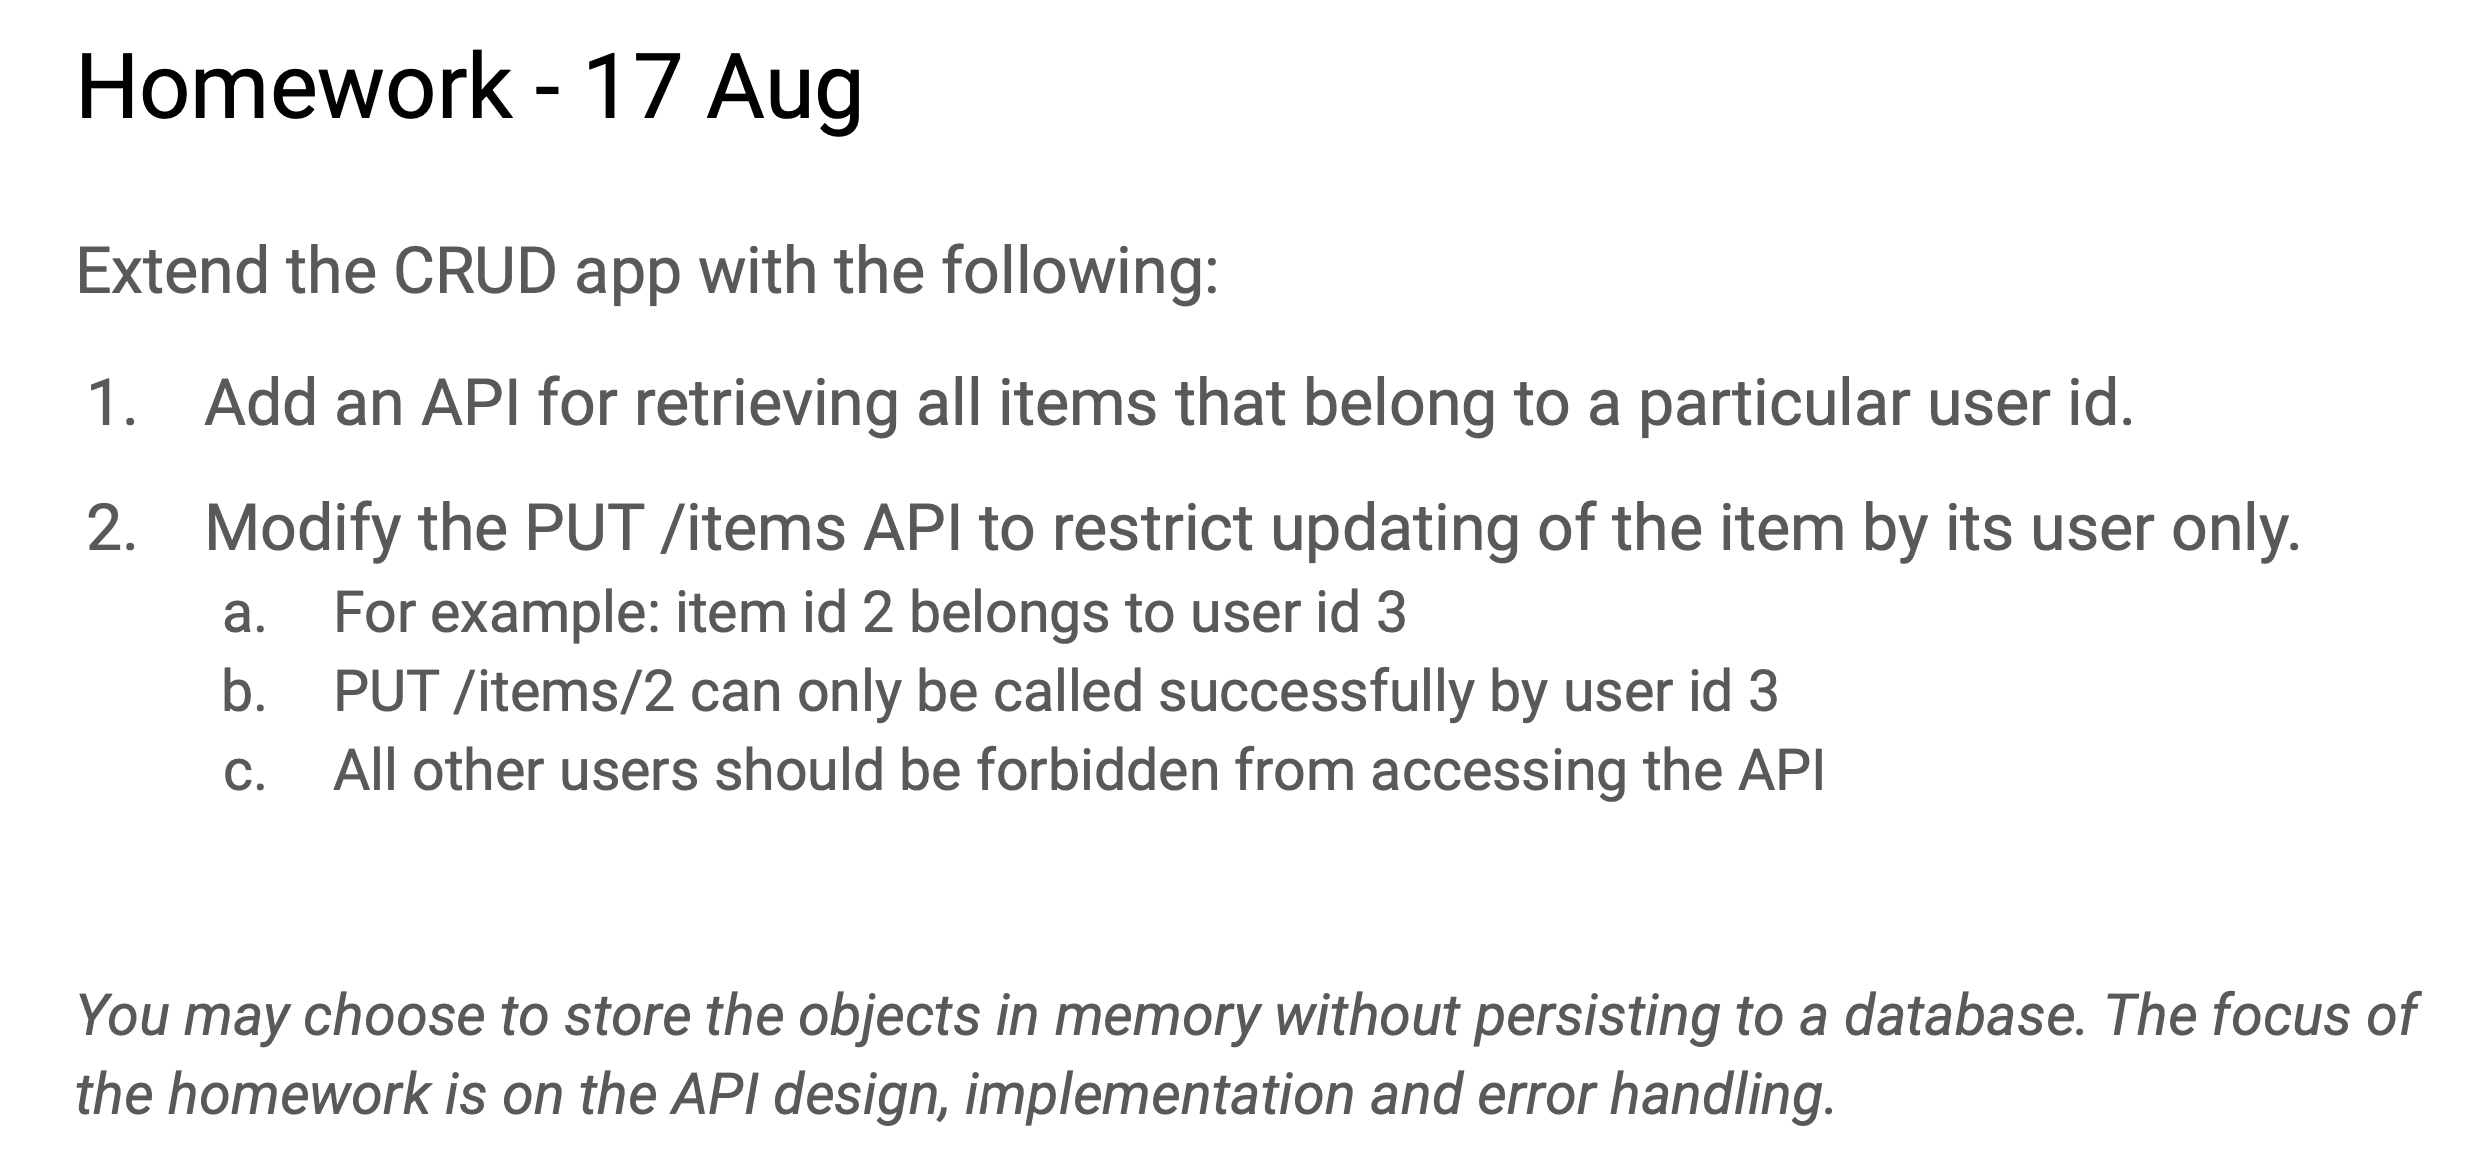 Homework - 17 Aug
Extend the CRUD app with the following:
1. Add an API for retrieving all items that belong to a particular user id.
2. Modify the PUT /items API to restrict updating of the item by its user only.
a. For example: item id 2 belongs to user id 3
b. PUT /items/2 can only be called successfully by user id 3
c. All other users should be forbidden from accessing the API
You may choose to store the objects in memory without persisting to a database. The focus of
the homework is on the API design, implementation and error handling.